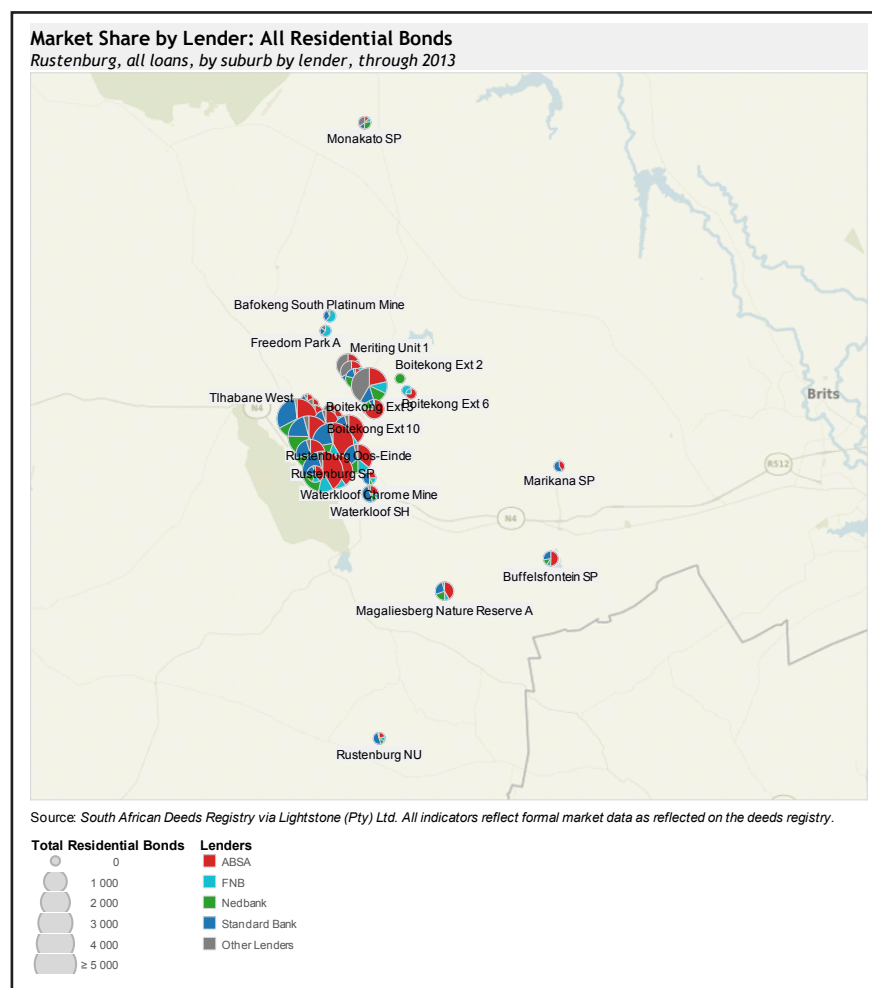 Market Share by Lender: All Residential Bonds
Rustenburg, all loans, by suburb by lender, through 2013
Monakato SP
Bafokeng South Platinum Mine
Freedom Park A
Meriting Unit 1
Boitekong Ext 2
Tlhabane West
Boitekong Ext 3
Boitekong Ext 6
Brits
N4
Boitekong Ext 10
Rustenburg Oos-Einde
R512
Rustenburg SP
Marikana SP
Waterkloof Chrome Mine
Waterkloof SH
N4
Buffelsfontein SP
Magaliesberg Nature Reserve A
Rustenburg NU
Source: South African Deeds Registry via Lightstone (Pty) Ltd. All indicators reflect formal market data as reflected on the deeds registry.
Total Residential Bonds
0
1 000
2 000
3 000
4 000
≥ 5 000
Lenders
ABSA
FNB
Nedbank
Standard Bank
Other Lenders